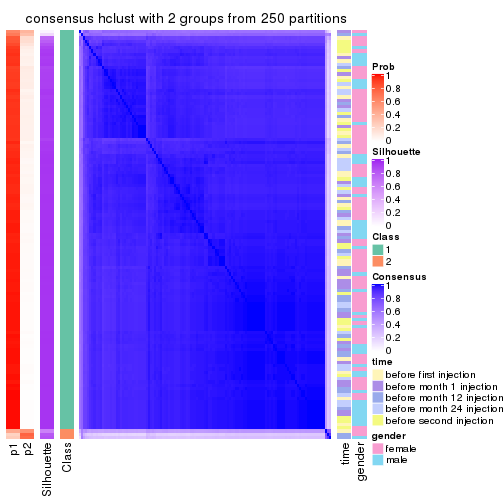 consensus hclust with 2 groups from 250 partitions
Prob
1
0.8
0.6
0.4
0.2
0
Silhouette
1
0.8
0.6
0.4
0.2
0
Class
1
2
Consensus
1
0.8
0.6
0.4
0.2
0
time
before first injection
before month 1 injection
before month 12 injection
before month 24 injection
before second injection
gender
female
male
p1
p2
Silhouette
Class
time
gender